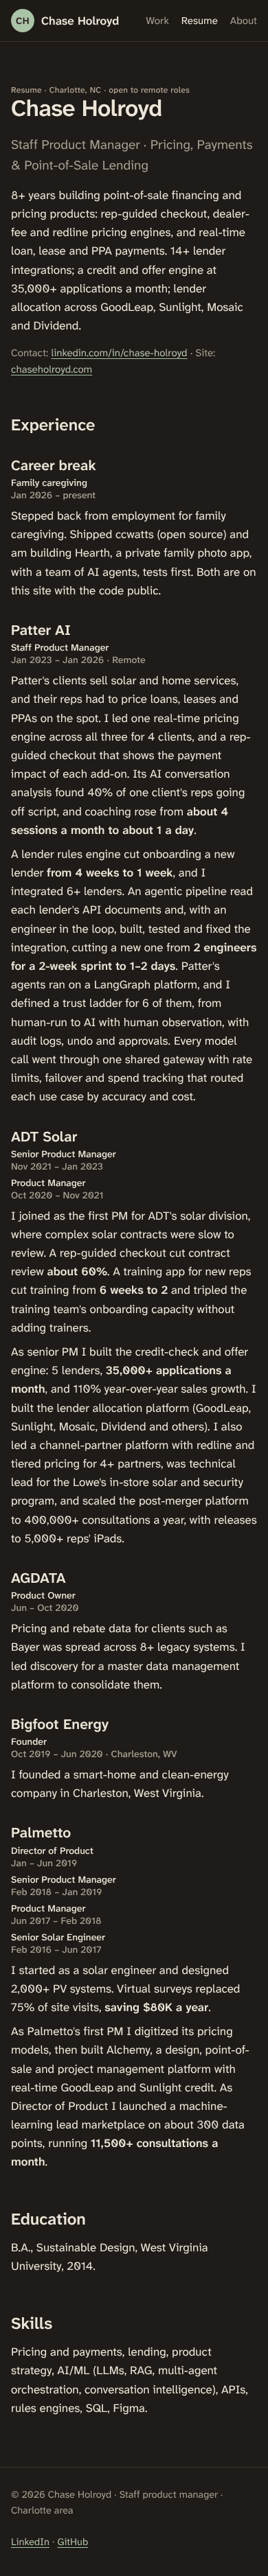 CH Chase Holroyd Work Resume About
Resume · Charlotte, NC · open to remote roles
Chase Holroyd
Staff Product Manager · Pricing, Payments
& Point-of-Sale Lending
8+ years building point-of-sale financing and
pricing products: rep-guided checkout, dealer-
fee and redline pricing engines, and real-time
loan, lease and PPA payments. 14+ lender
integrations; a credit and offer engine at
35,000+ applications a month; lender
allocation across GoodLeap, Sunlight, Mosaic
and Dividend.
Contact: linkedin.com/in/chase-holroyd · Site:
chaseholroyd.com
Experience
Career break
Family caregiving
Jan 2026 – present
Stepped back from employment for family
caregiving. Shipped ccwatts (open source) and
am building Hearth, a private family photo app,
with a team of AI agents, tests first. Both are on
this site with the code public.
Patter AI
Staff Product Manager
Jan 2023 – Jan 2026 · Remote
Patter's clients sell solar and home services,
and their reps had to price loans, leases and
PPAs on the spot. I led one real-time pricing
engine across all three for 4 clients, and a rep-
guided checkout that shows the payment
impact of each add-on. Its AI conversation
analysis found 40% of one client's reps going
off script, and coaching rose from about 4
sessions a month to about 1 a day.
A lender rules engine cut onboarding a new
lender from 4 weeks to 1 week, and I
integrated 6+ lenders. An agentic pipeline read
each lender's API documents and, with an
engineer in the loop, built, tested and fixed the
integration, cutting a new one from 2 engineers
for a 2-week sprint to 1–2 days. Patter's
agents ran on a LangGraph platform, and I
defined a trust ladder for 6 of them, from
human-run to AI with human observation, with
audit logs, undo and approvals. Every model
call went through one shared gateway with rate
limits, failover and spend tracking that routed
each use case by accuracy and cost.
ADT Solar
Senior Product Manager
Nov 2021 – Jan 2023
Product Manager
Oct 2020 – Nov 2021
I joined as the first PM for ADT's solar division,
where complex solar contracts were slow to
review. A rep-guided checkout cut contract
review about 60%. A training app for new reps
cut training from 6 weeks to 2 and tripled the
training team's onboarding capacity without
adding trainers.
As senior PM I built the credit-check and offer
engine: 5 lenders, 35,000+ applications a
month, and 110% year-over-year sales growth. I
built the lender allocation platform (GoodLeap,
Sunlight, Mosaic, Dividend and others). I also
led a channel-partner platform with redline and
tiered pricing for 4+ partners, was technical
lead for the Lowe's in-store solar and security
program, and scaled the post-merger platform
to 400,000+ consultations a year, with releases
to 5,000+ reps' iPads.
AGDATA
Product Owner
Jun – Oct 2020
Pricing and rebate data for clients such as
Bayer was spread across 8+ legacy systems. I
led discovery for a master data management
platform to consolidate them.
Bigfoot Energy
Founder
Oct 2019 – Jun 2020 · Charleston, WV
I founded a smart-home and clean-energy
company in Charleston, West Virginia.
Palmetto
Director of Product
Jan – Jun 2019
Senior Product Manager
Feb 2018 – Jan 2019
Product Manager
Jun 2017 – Feb 2018
Senior Solar Engineer
Feb 2016 – Jun 2017
I started as a solar engineer and designed
2,000+ PV systems. Virtual surveys replaced
75% of site visits, saving $80K a year.
As Palmetto's first PM I digitized its pricing
models, then built Alchemy, a design, point-of-
sale and project management platform with
real-time GoodLeap and Sunlight credit. As
Director of Product I launched a machine-
learning lead marketplace on about 300 data
points, running 11,500+ consultations a
month.
Education
B.A., Sustainable Design, West Virginia
University, 2014.
Skills
Pricing and payments, lending, product
strategy, AI/ML (LLMs, RAG, multi-agent
orchestration, conversation intelligence), APIs,
rules engines, SQL, Figma.
© 2026 Chase Holroyd · Staff product manager ·
Charlotte area
LinkedIn · GitHub